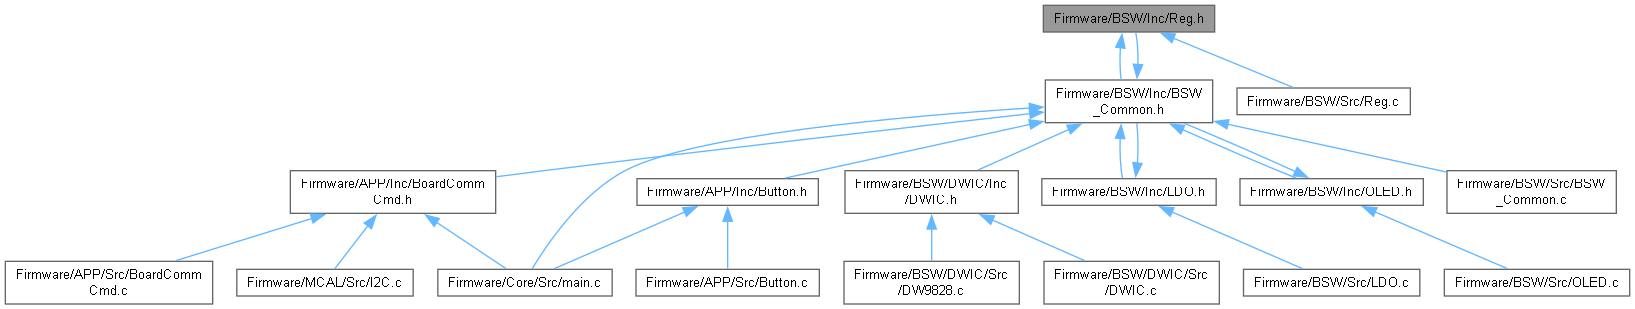 Firmware/BSW/Inc/Reg.h
Firmware/BSW/Inc/BSW
_Common.h
Firmware/BSW/Src/Reg.c
Firmware/APP/Inc/BoardComm
Cmd.h
Firmware/APP/Inc/Button.h
Firmware/BSW/DWIC/Inc
/DWIC.h
Firmware/BSW/Inc/LDO.h
Firmware/BSW/Inc/OLED.h
Firmware/BSW/Src/BSW
_Common.c
Firmware/APP/Src/BoardComm
Cmd.c
Firmware/MCAL/Src/I2C.c
Firmware/Core/Src/main.c
Firmware/APP/Src/Button.c
Firmware/BSW/DWIC/Src
/DW9828.c
Firmware/BSW/DWIC/Src
/DWIC.c
Firmware/BSW/Src/LDO.c
Firmware/BSW/Src/OLED.c